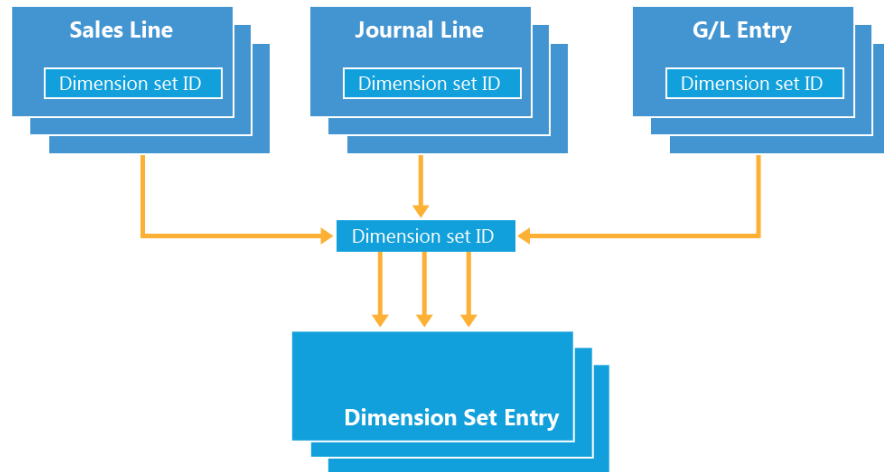 Sales Line
Journal Line
G/L Entry
Dimension set ID
Dimension set ID
Dimension set ID
Dimension set ID
Dimension Set Entry